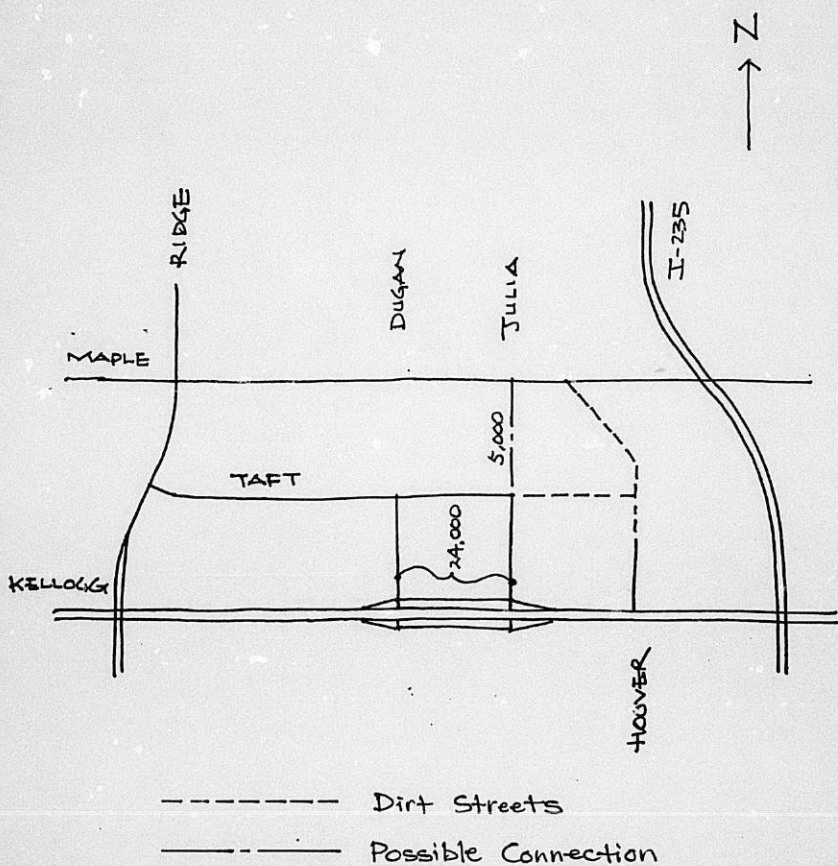 N
RIDGE
DUGAN
JULIA
I-235
MAPLE
5,000
TAFT
24,000
KELLOGG
HOOVER
Dirt Streets
Possible Connection